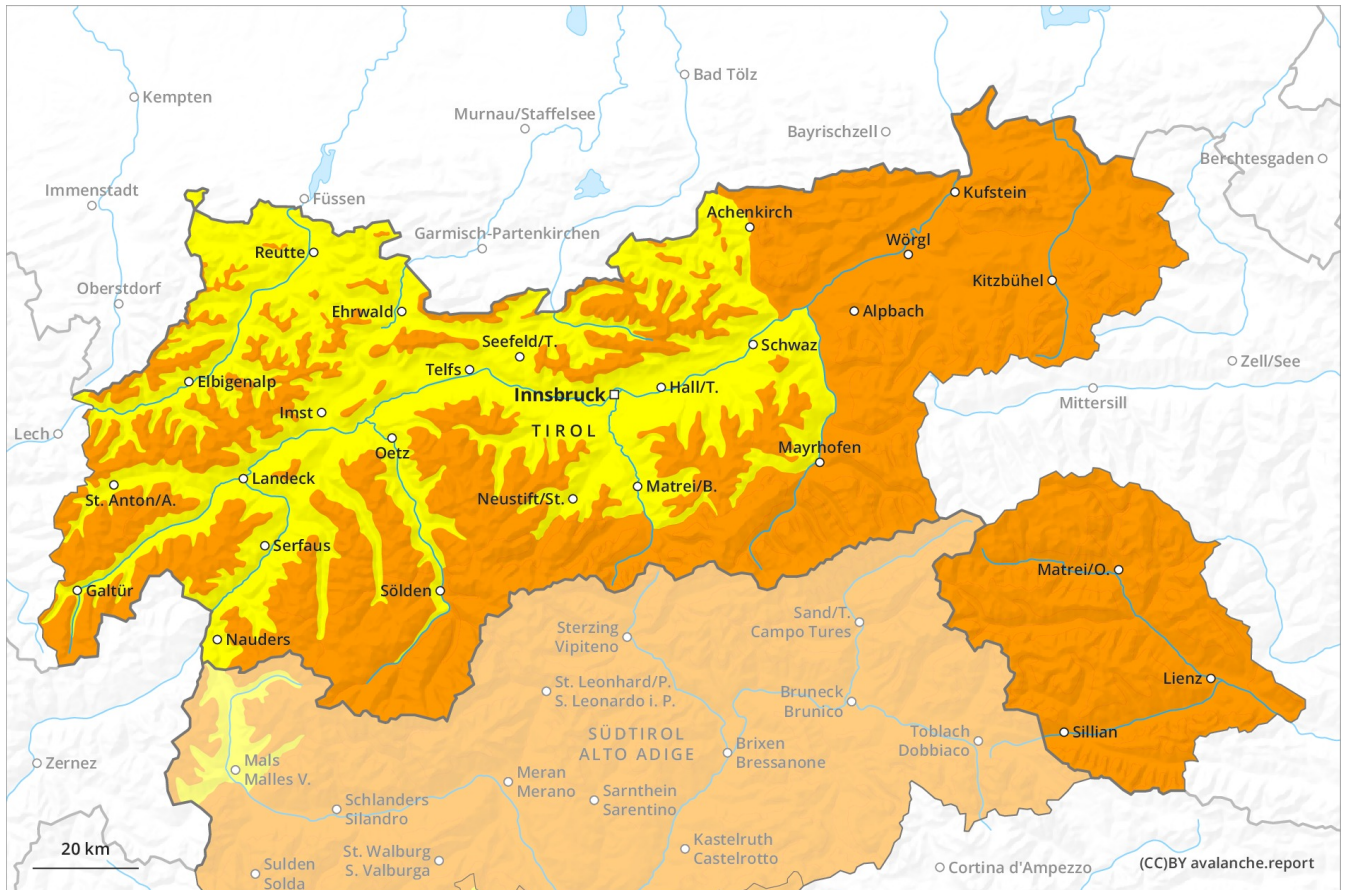 Bad Tölz
Kempten
Murnau/Staffelsee
Bayrischzell
Berchtesgaden
Immenstadt
Füssen
Kufstein
Achenkirch
Garmisch-Partenkirchen
Wörgl
Reutte
Oberstdorf
Kitzbühel
Ehrwald
Alpbach
Seefeld/T.
Schwaz
Zell/See
Telfs
Elbigenalp
Hall/T.
Innsbruck
Mittersill
Imst
TIROL
Lech
Oetz
Mayrhofen
Landeck
St. Anton/A.
Neustift/St.
Matrei/B.
Serfaus
Matrei/O.
Galtür
Sölden
Sand/T.
Campo Tures
Sterzing
Vipiteno
Nauders
Lienz
St. Leonhard/P.
S. Leonardo i. P.
Bruneck
Brunico
SÜDTIROL
ALTO ADIGE
Toblach
Dobbiaco
Sillian
Brixen
Bressanone
Zernez
Mals
Malles V.
Meran
Merano
Sarnthein
Sarentino
Schlanders
Silandro
Kastelruth
Castelrotto
20 km
St. Walburg
S. Valburga
Sulden
Solda
Cortina d'Ampezzo
(CC)BY avalanche.report